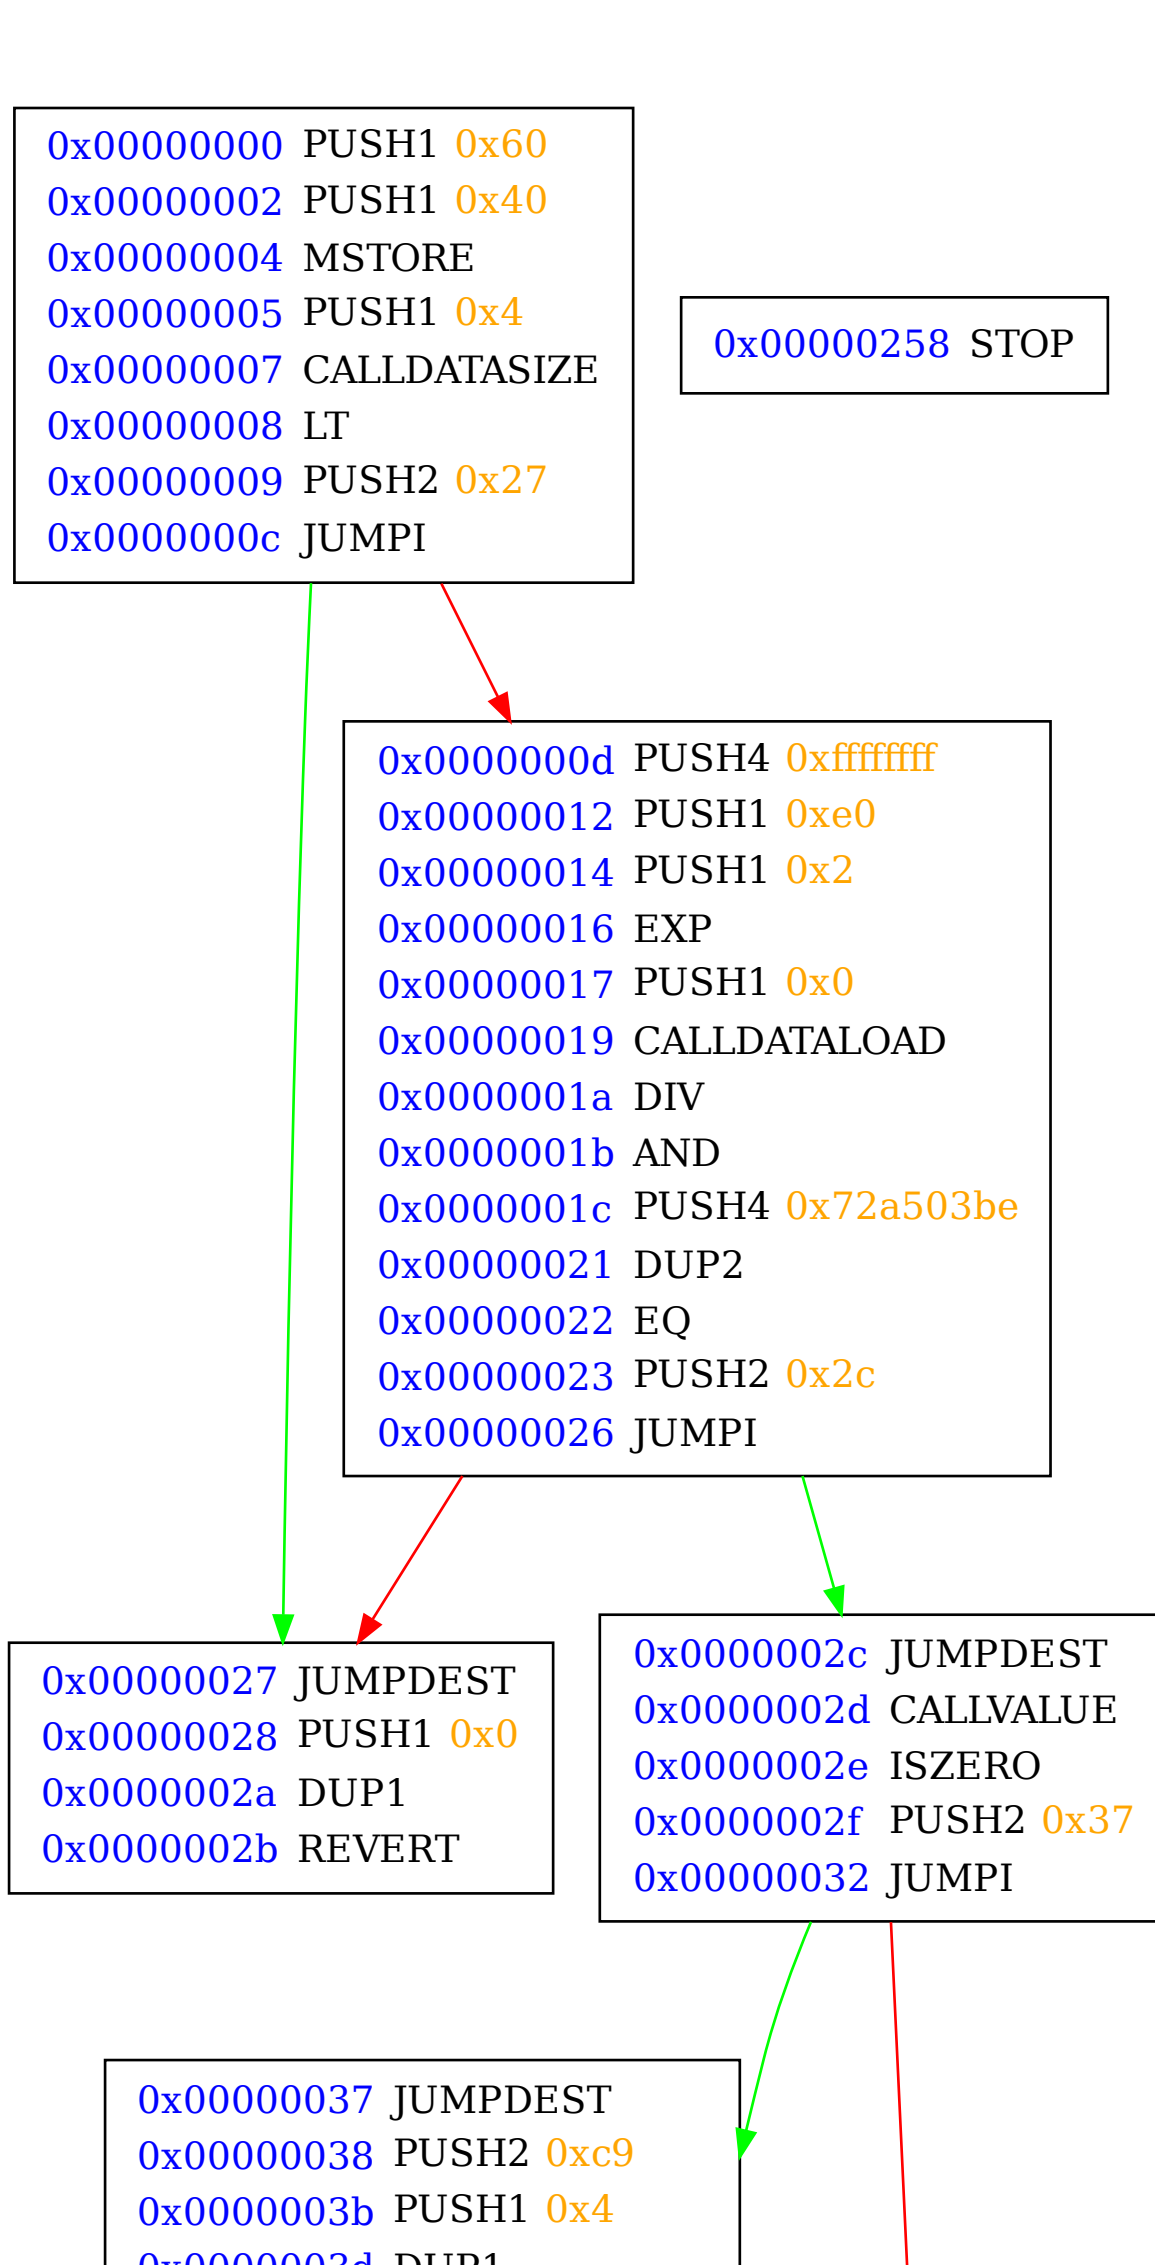 0x00000000 PUSH1 0x60
0x00000002 PUSH1 0x40
0x00000004 MSTORE
0x00000005 PUSH1 0x4
0x00000007 CALLDATASIZE
0x00000008 LT
0x00000009 PUSH2 0x27
0x0000000c JUMPI
0x00000258 STOP
0x0000000d PUSH4 0xffffffff
0x00000012 PUSH1 0xe0
0x00000014 PUSH1 0x2
0x00000016 EXP
0x00000017 PUSH1 0x0
0x00000019 CALLDATALOAD
0x0000001a DIV
0x0000001b AND
0x0000001c PUSH4 0x72a503be
0x00000021 DUP2
0x00000022 EQ
0x00000023 PUSH2 0x2c
0x00000026 JUMPI
0x00000027 JUMPDEST
0x00000028 PUSH1 0x0
0x0000002a DUP1
0x0000002b REVERT
0x0000002c JUMPDEST
0x0000002d CALLVALUE
0x0000002e ISZERO
0x0000002f PUSH2 0x37
0x00000032 JUMPI
0x00000037 JUMPDEST
0x00000038 PUSH2 0xc9
0x0000003b PUSH1 0x4
0x0000003d DUP1